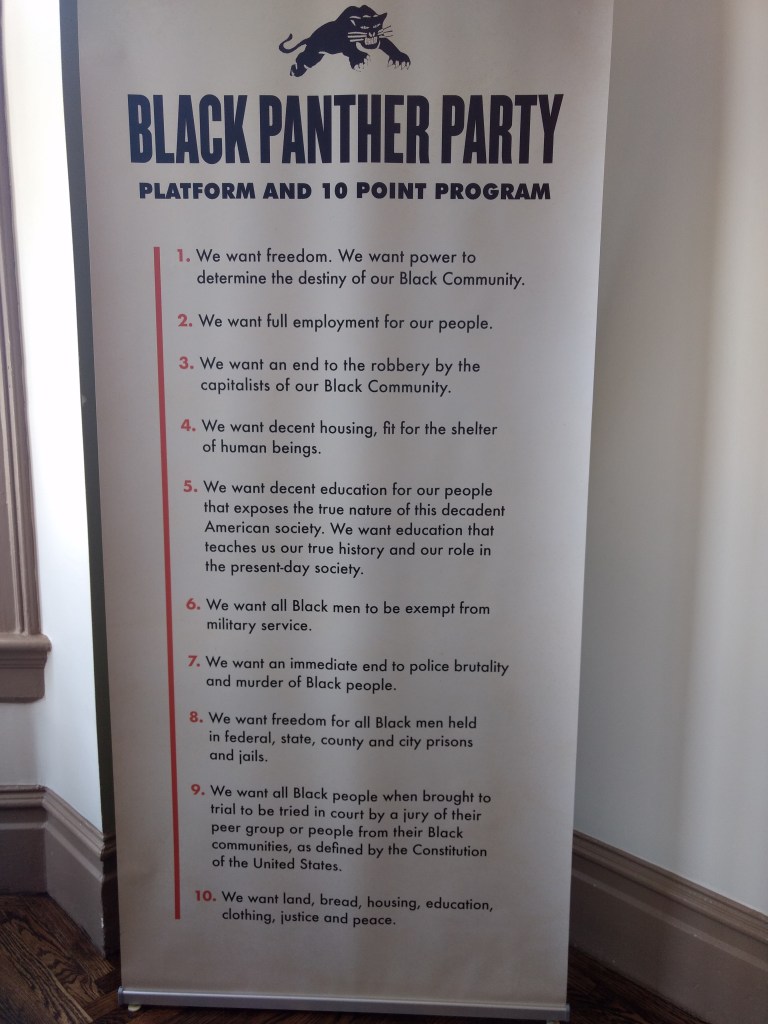 BLACK PANTHER PARTY
PLATFORM AND 10 POINT PROGRAM
1. We want freedom. We want power to
determine the destiny of our Black Community.
2. We want full employment for our people.
3. We want an end to the robbery by the
capitalists of our Black Community.
4. We want decent housing, fit for the shelter
of human beings.
5. We want decent education for our people
that exposes the true nature of this decadent
American society. We want education that
teaches us our true history and our role in
the present-day society.
6. We want all Black men to be exempt from
military service.
7. We want an immediate end to police brutality
and murder of Black people.
8. We want freedom for all Black men held
in federal, state, county and city prisons
and jails.
9. We want all Black people when brought to
trial to be tried in court by a jury of their
peer group or people from their Black
communities, as defined by the Constitution
of the United States.
10. We want land, bread, housing, education,
clothing, justice and peace.